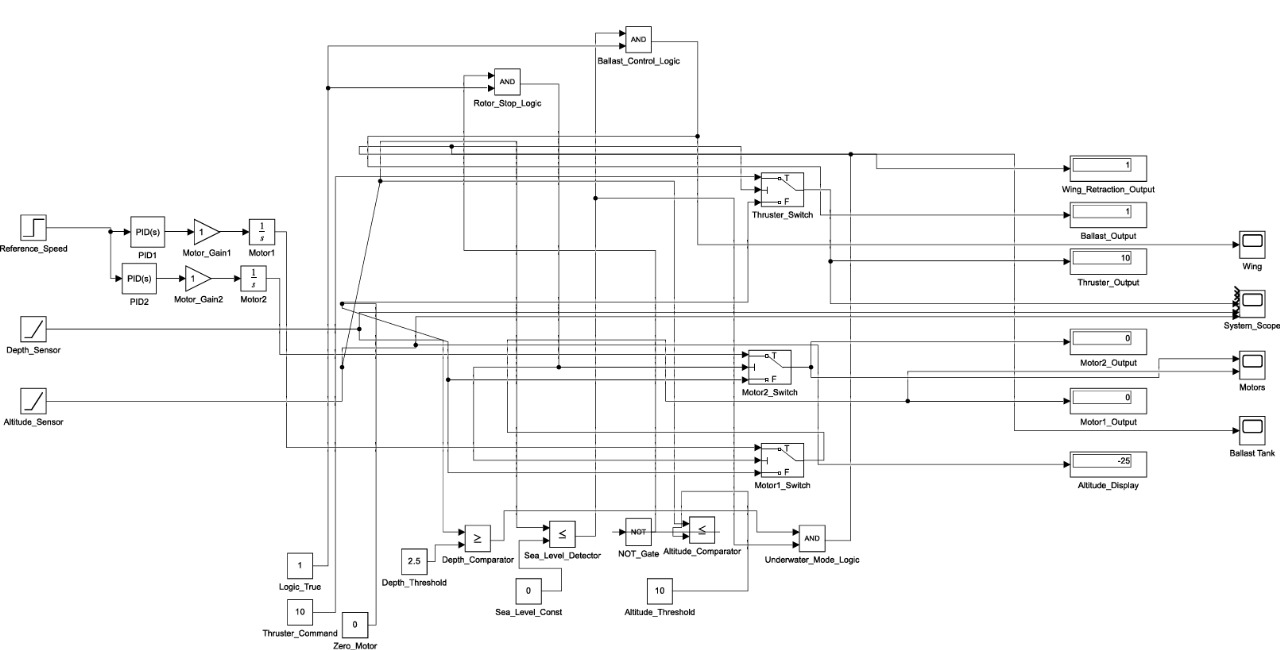 AND
Ballast_Control_Logic
AND
Rotor_Stop_Logic
T
F
Thruster_Switch
1
Wing_Retraction_Output
1
Ballast_Output
10
Thruster_Output
Reference_Speed
PID(s)
PID1
1
Motor_Gain1
1
s
Motor1
PID(s)
PID2
1
Motor_Gain2
1
s
Motor2
Wing
System_Scope
Depth_Sensor
0
Motor2_Output
T
F
Motor2_Switch
Motors
Altitude_Sensor
0
Motor1_Output
T
F
Motor1_Switch
Ballast Tank
-25
Altitude_Display
≥
Depth_Comparator
2.5
Depth_Threshold
≤
Sea_Level_Detector
NOT
NOT_Gate
≤
Altitude_Comparator
AND
Underwater_Mode_Logic
1
Logic_True
0
Sea_Level_Const
10
Altitude_Threshold
10
Thruster_Command
0
Zero_Motor